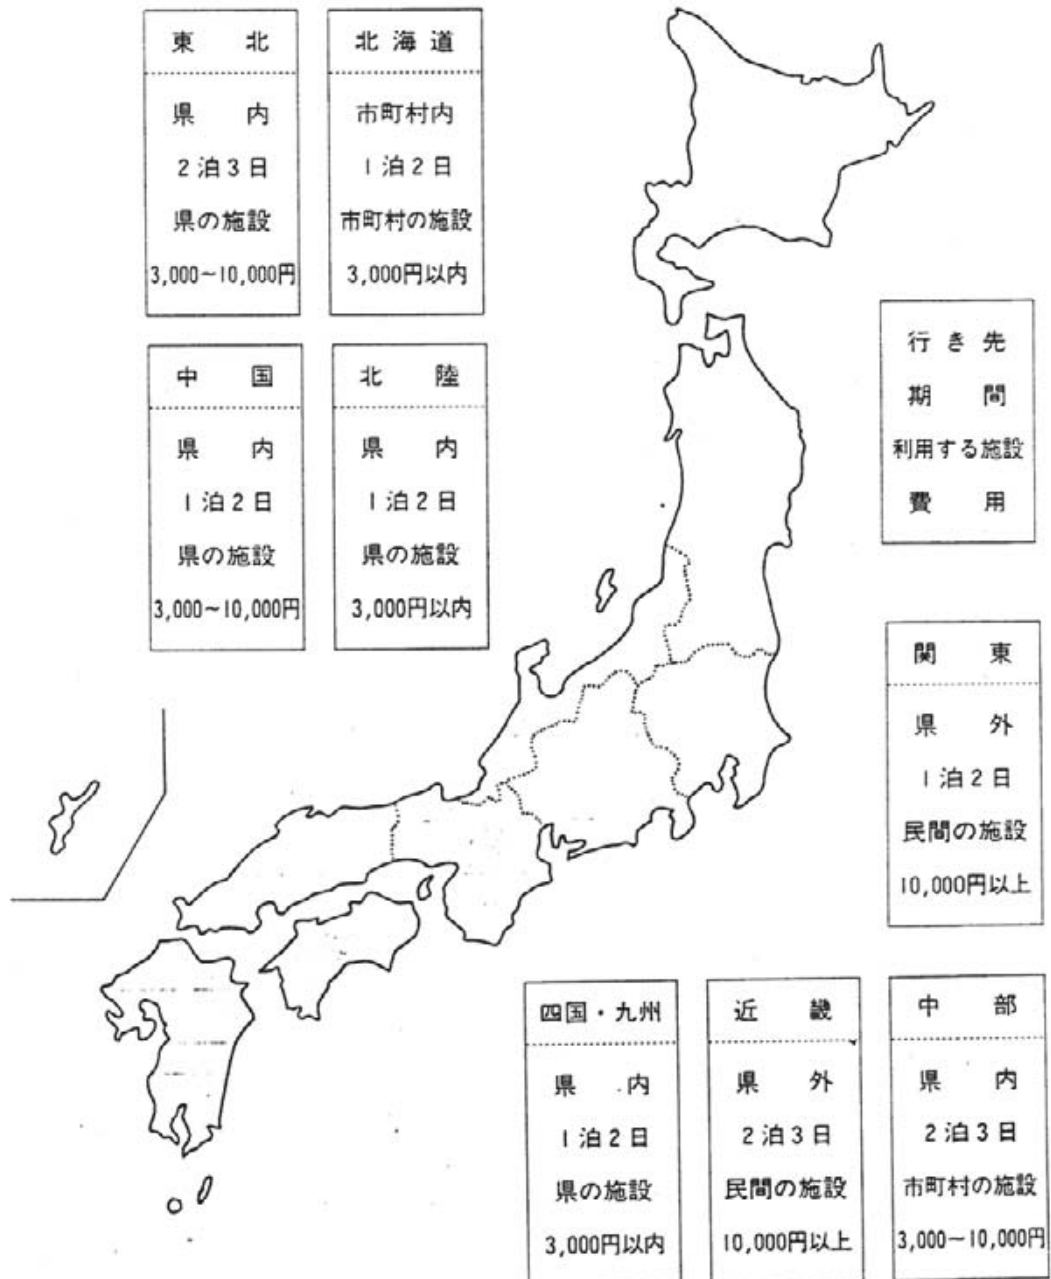 東 北
県 内
2泊3日
県の施設
3,000~10,000円
北海道
市町村内
1泊2日
市町村の施設
3,000円以内
中 国
県 内
1泊2日
県の施設
3,000~10,000円
北 陸
県 内
1泊2日
県の施設
3,000円以内
行き先
期 間
利用する施設
費 用
関 東
県 外
1泊2日
民間の施設
10,000円以上
四国・九州
県 内
1泊2日
県の施設
3,000円以内
近 畿
県 外
2泊3日
民間の施設
10,000円以上
中 部
県 内
2泊3日
市町村の施設
3,000~10,000円